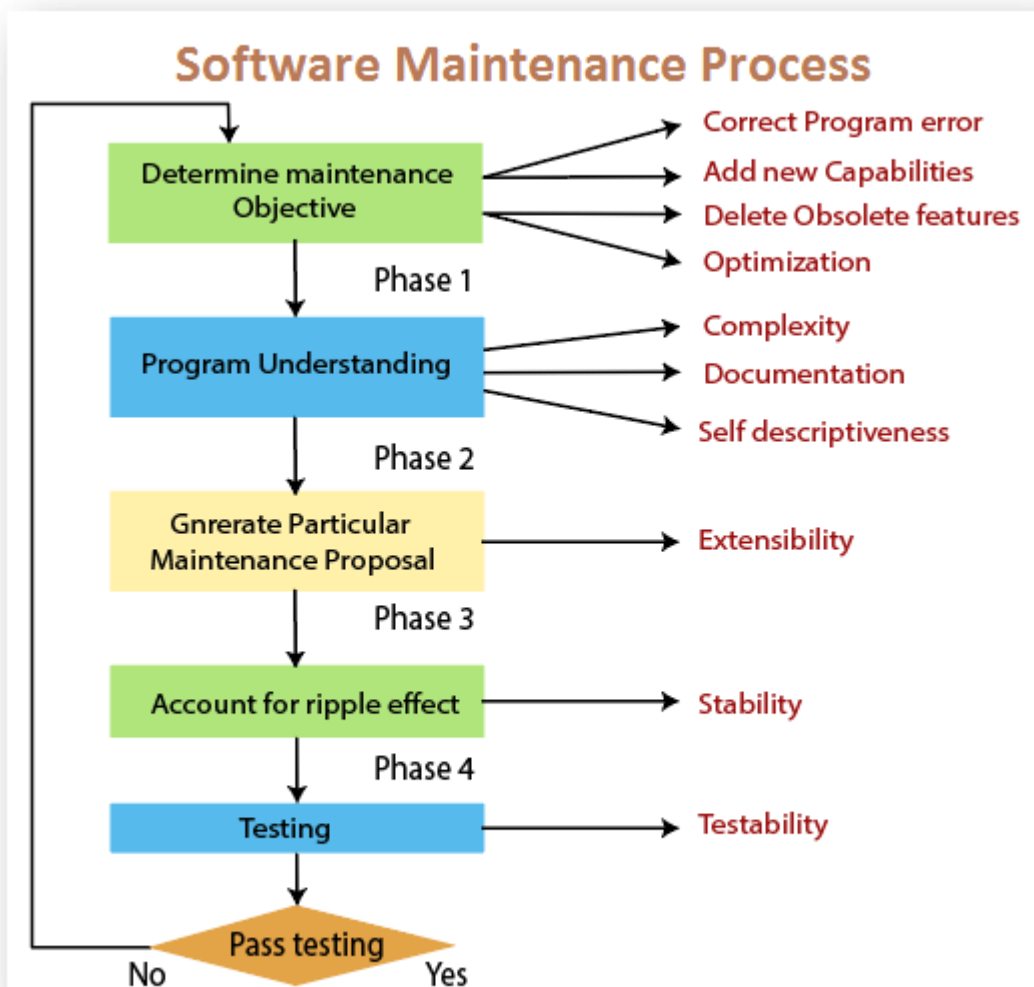 Software Maintenance Process
Determine maintenance
Objective
Correct Program error
Add new Capabilities
Delete Obsolete features
Optimization
Phase 1
Program Understanding
Complexity
Documentation
Self descriptiveness
Phase 2
Gnrerate Particular
Maintenance Proposal
Extensibility
Phase 3
Account for ripple effect
Stability
Phase 4
Testing
Testability
Pass testing
No
Yes